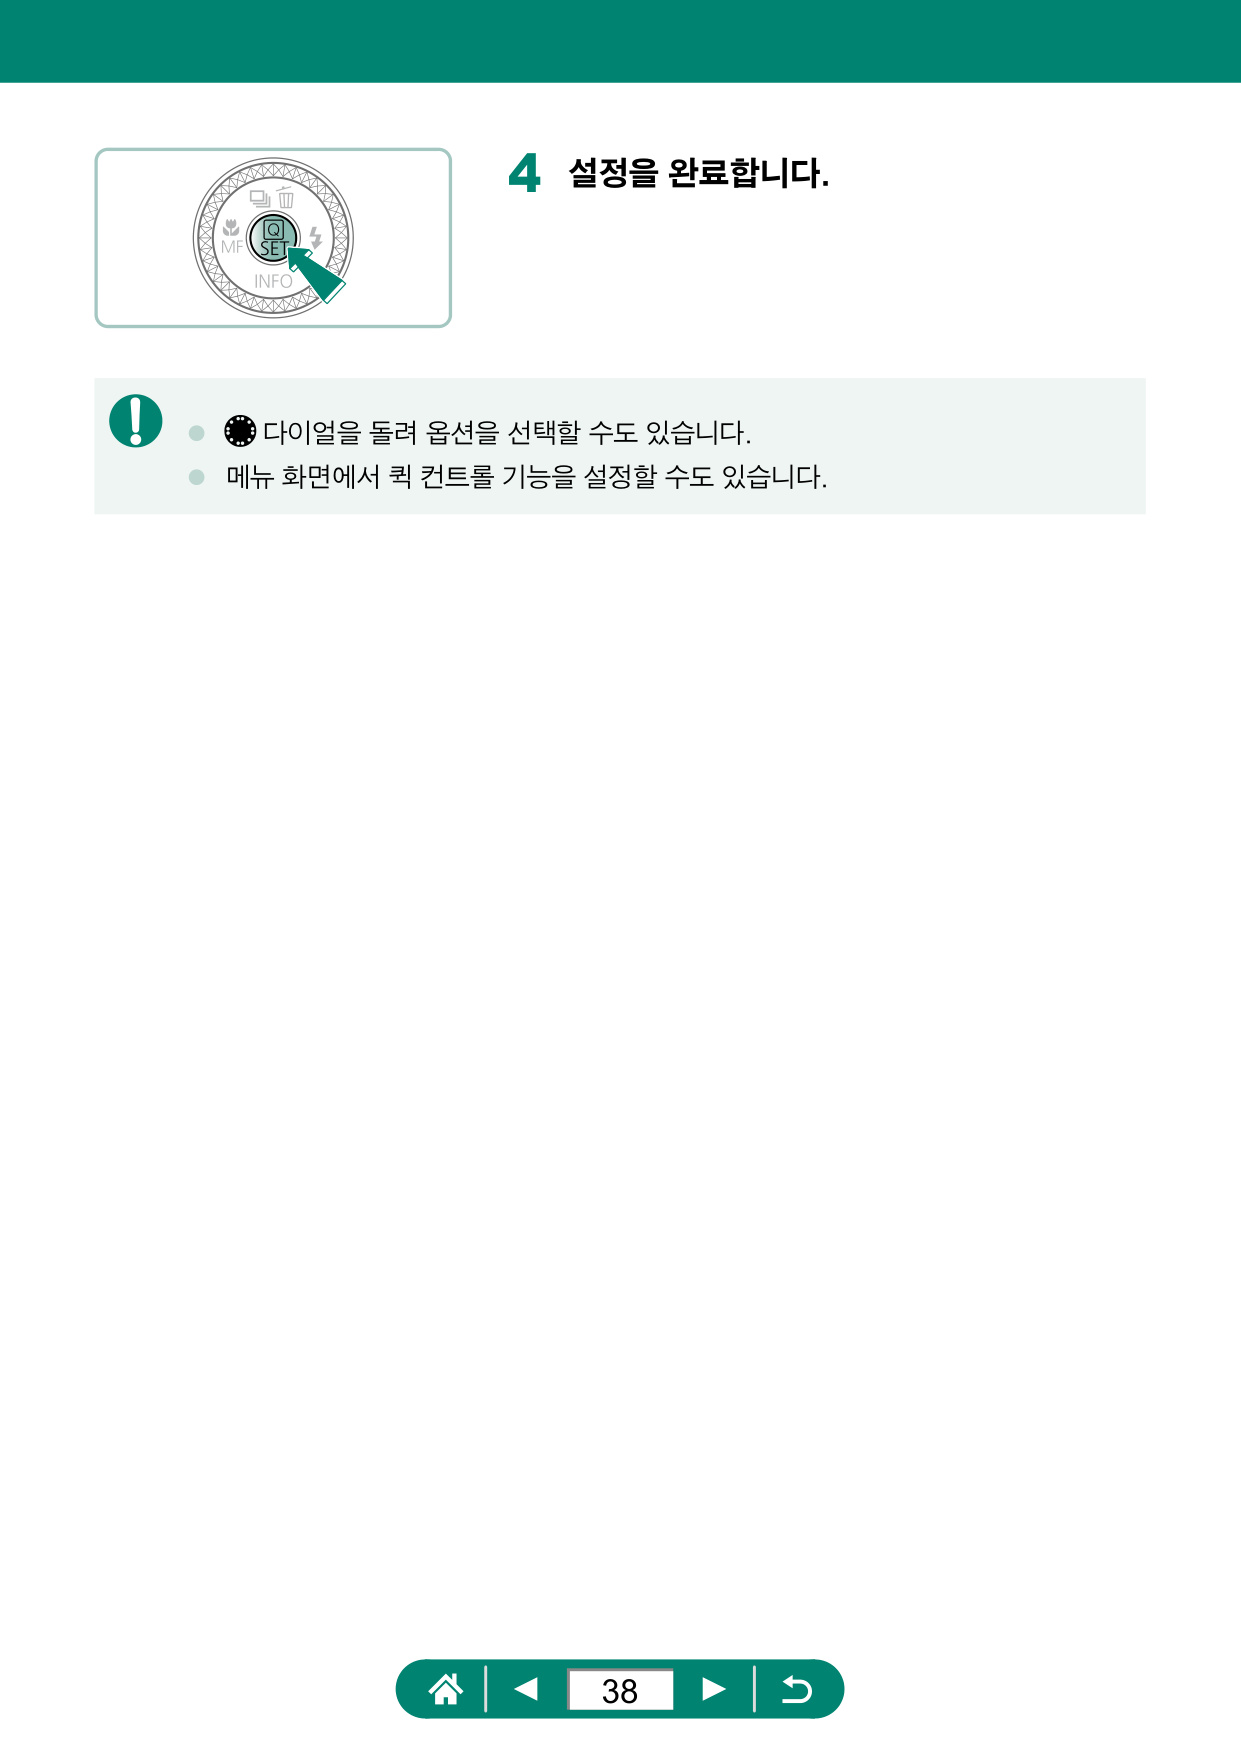 4 설정을 완료합니다.
Q
SET
MF
INFO
다이얼을 돌려 옵션을 선택할 수도 있습니다.
메뉴 화면에서 퀵 컨트롤 기능을 설정할 수도 있습니다.
38